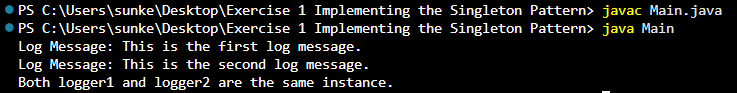 PS C:\Users\sunke\Desktop\Exercise 1 Implementing the Singleton Pattern> javac Main.java
PS C:\Users\sunke\Desktop\Exercise 1 Implementing the Singleton Pattern> java Main
Log Message: This is the first log message.
Log Message: This is the second log message.
Both logger1 and logger2 are the same instance.